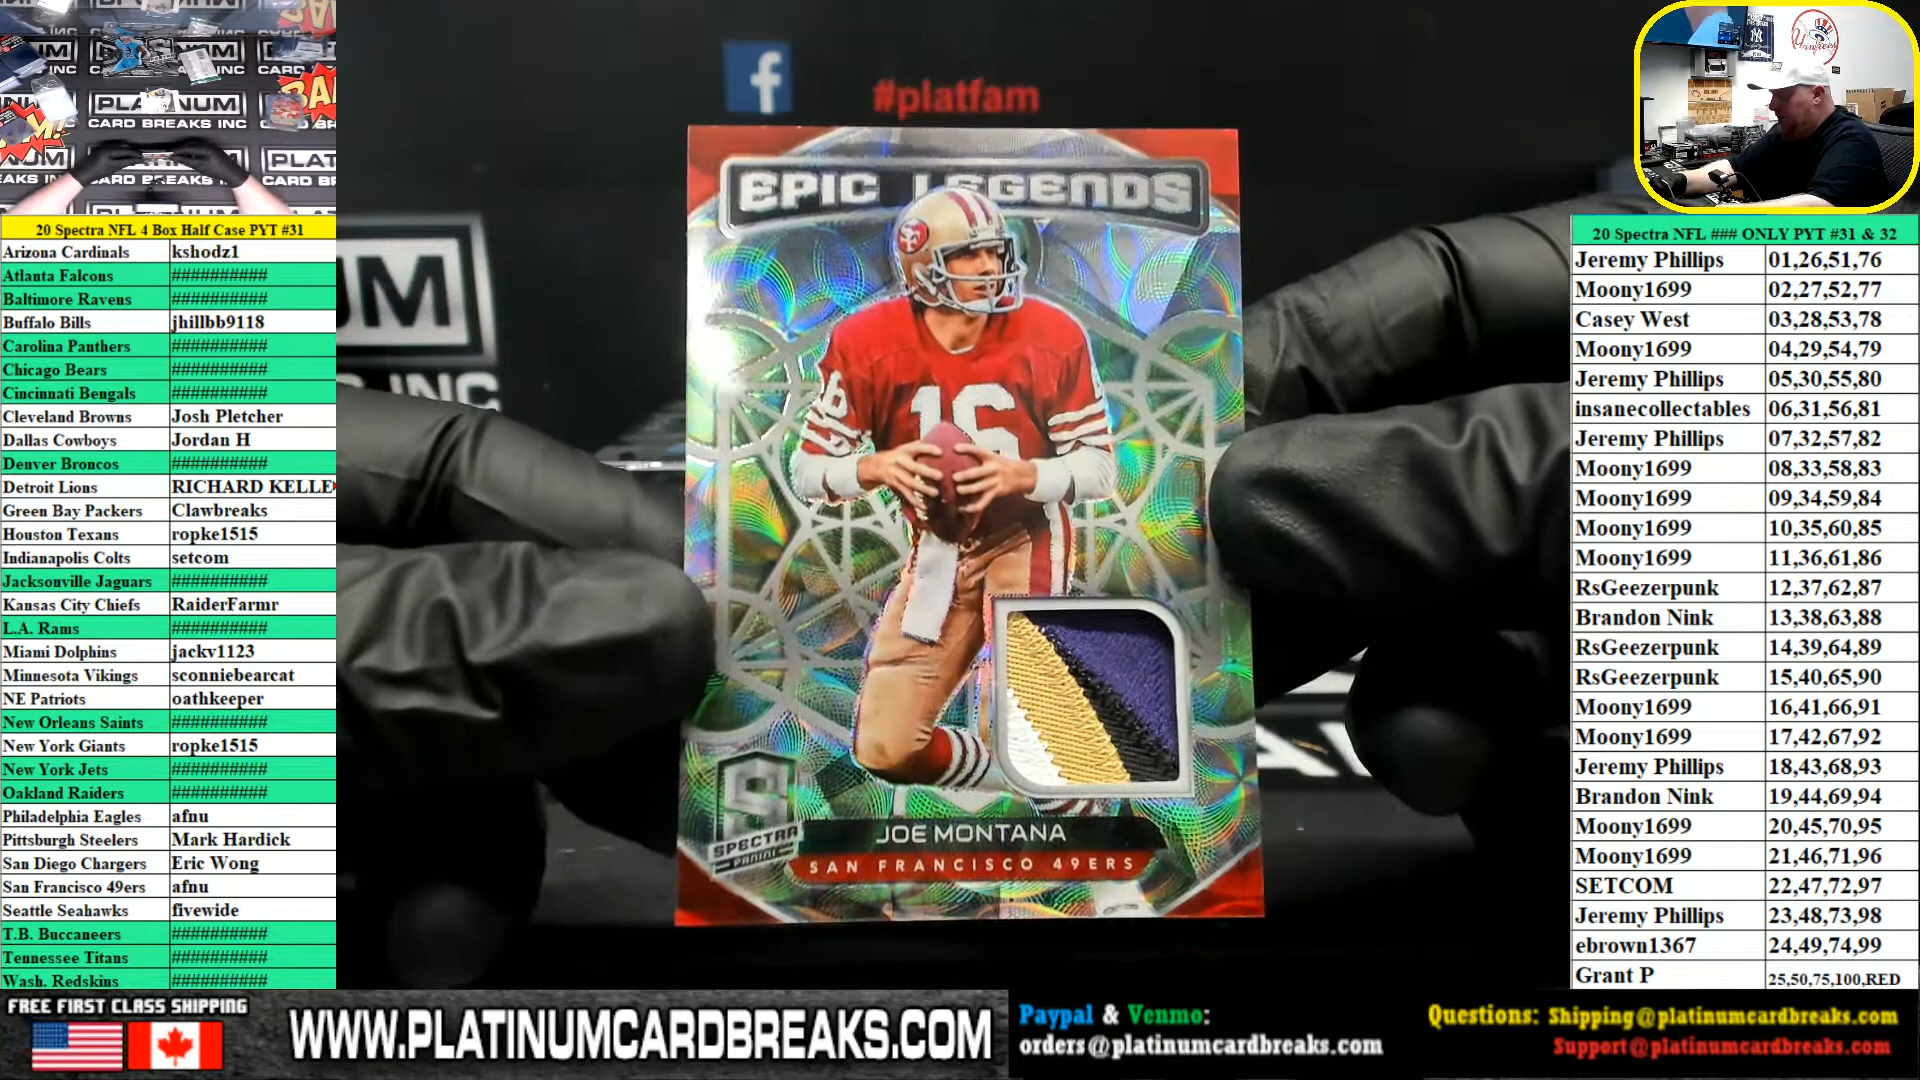 #platfam
EPIC LEGENDS
16
SPECTRA
PANINI
JOE MONTANA
SAN FRANCISCO 49ERS
PLATINUM
CARD BREAKS INC
20 Spectra NFL 4 Box Half Case PYT #31
Arizona Cardinals kshodz1
Atlanta Falcons ##########
Baltimore Ravens ##########
Buffalo Bills jhillbb9118
Carolina Panthers ##########
Chicago Bears ##########
Cincinnati Bengals ##########
Cleveland Browns Josh Pletcher
Dallas Cowboys Jordan H
Denver Broncos ##########
Detroit Lions RICHARD KELLE
Green Bay Packers Clawbreaks
Houston Texans ropke1515
Indianapolis Colts setcom
Jacksonville Jaguars ##########
Kansas City Chiefs RaiderFarmr
L.A. Rams ##########
Miami Dolphins jackv1123
Minnesota Vikings sconniebearcat
NE Patriots oathkeeper
New Orleans Saints ##########
New York Giants ropke1515
New York Jets ##########
Oakland Raiders ##########
Philadelphia Eagles afnu
Pittsburgh Steelers Mark Hardick
San Diego Chargers Eric Wong
San Francisco 49ers afnu
Seattle Seahawks fivewide
T.B. Buccaneers ##########
Tennessee Titans ##########
Wash. Redskins ##########
20 Spectra NFL ### ONLY PYT #31 & 32
Jeremy Phillips 01,26,51,76
Moony1699 02,27,52,77
Casey West 03,28,53,78
Moony1699 04,29,54,79
Jeremy Phillips 05,30,55,80
insanecollectables 06,31,56,81
Jeremy Phillips 07,32,57,82
Moony1699 08,33,58,83
Moony1699 09,34,59,84
Moony1699 10,35,60,85
Moony1699 11,36,61,86
RsGeezerpunk 12,37,62,87
Brandon Nink 13,38,63,88
RsGeezerpunk 14,39,64,89
RsGeezerpunk 15,40,65,90
Moony1699 16,41,66,91
Moony1699 17,42,67,92
Jeremy Phillips 18,43,68,93
Brandon Nink 19,44,69,94
Moony1699 20,45,70,95
Moony1699 21,46,71,96
SETCOM 22,47,72,97
Jeremy Phillips 23,48,73,98
ebrown1367 24,49,74,99
Grant P 25,50,75,100,RED
FREE FIRST CLASS SHIPPING
WWW.PLATINUMCARDBREAKS.COM
Paypal & Venmo:
orders@platinumcardbreaks.com
Questions: Shipping@platinumcardbreaks.com
Support@platinumcardbreaks.com